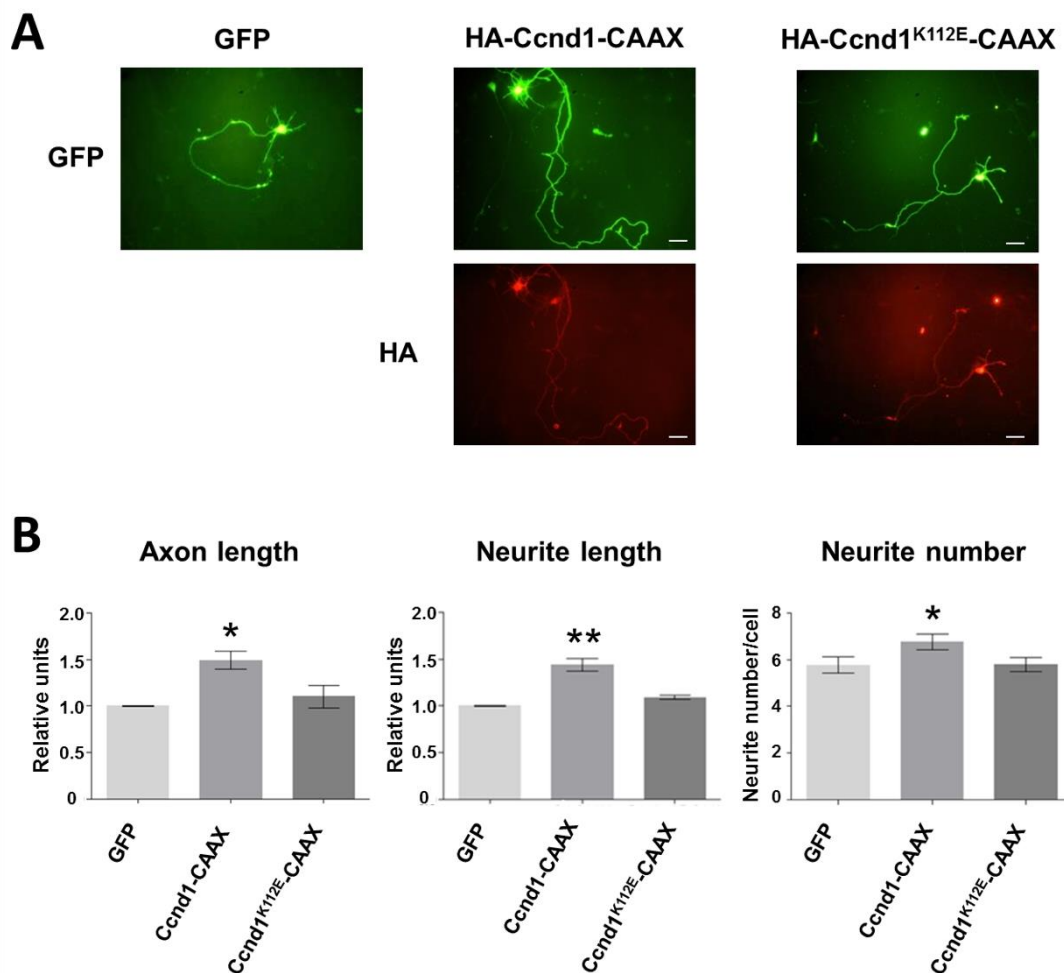 A
GFP
HA-Ccnd1-CAAX
HA-Ccnd1K112E-CAAX
GFP
HA
B
Axon length
Neurite length
Neurite number
Relative units
2.0
1.5
1.0
0.5
0
*
GFP
Ccnd1-CAAX
Ccnd1K112E-CAAX
Relative units
2.0
1.5
1.0
0.5
0
**
GFP
Ccnd1-CAAX
Ccnd1K112E-CAAX
Neurite number/cell
8
6
4
2
0
*
GFP
Ccnd1-CAAX
Ccnd1K112E-CAAX